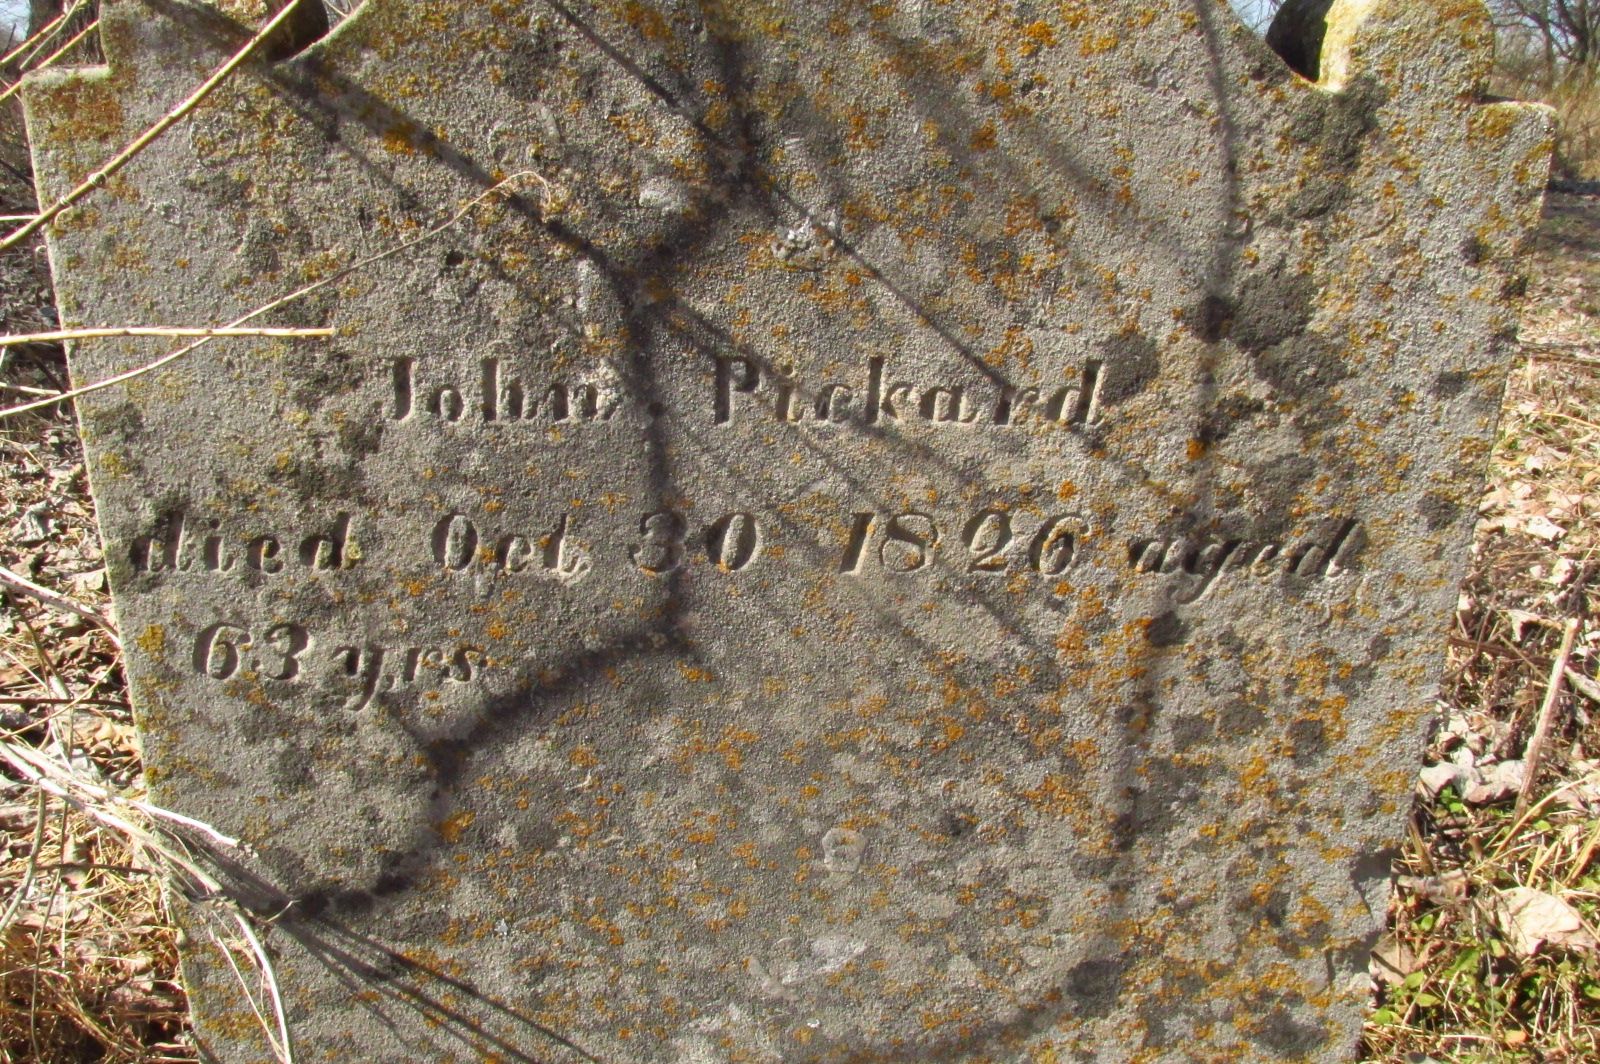 John Pickard
died Oct 30 1826 aged
63 yrs